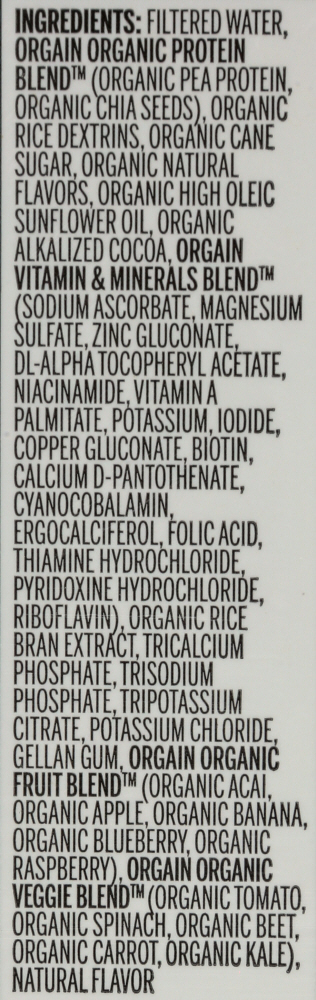 INGREDIENTS: FILTERED WATER,
ORGAIN ORGANIC PROTEIN
BLEND™ (ORGANIC PEA PROTEIN,
ORGANIC CHIA SEEDS), ORGANIC
RICE DEXTRINS, ORGANIC CANE
SUGAR, ORGANIC NATURAL
FLAVORS, ORGANIC HIGH OLEIC
SUNFLOWER OIL, ORGANIC
ALKALIZED COCOA, ORGAIN
VITAMIN & MINERALS BLEND™
(SODIUM ASCORBATE, MAGNESIUM
SULFATE, ZINC GLUCONATE,
DL-ALPHA TOCOPHERYL ACETATE,
NIACINAMIDE, VITAMIN A
PALMITATE, POTASSIUM, IODIDE,
COPPER GLUCONATE, BIOTIN,
CALCIUM D-PANTOTHENATE,
CYANOCOBALAMIN,
ERGOCALCIFEROL, FOLIC ACID,
THIAMINE HYDROCHLORIDE,
PYRIDOXINE HYDROCHLORIDE,
RIBOFLAVIN), ORGANIC RICE
BRAN EXTRACT, TRICALCIUM
PHOSPHATE, TRISODIUM
PHOSPHATE, TRIPOTASSIUM
CITRATE, POTASSIUM CHLORIDE,
GELLAN GUM, ORGAIN ORGANIC
FRUIT BLEND™ (ORGANIC ACAI,
ORGANIC APPLE, ORGANIC BANANA,
ORGANIC BLUEBERRY, ORGANIC
RASPBERRY), ORGAIN ORGANIC
VEGGIE BLEND™ (ORGANIC TOMATO,
ORGANIC SPINACH, ORGANIC BEET,
ORGANIC CARROT, ORGANIC KALE),
NATURAL FLAVOR